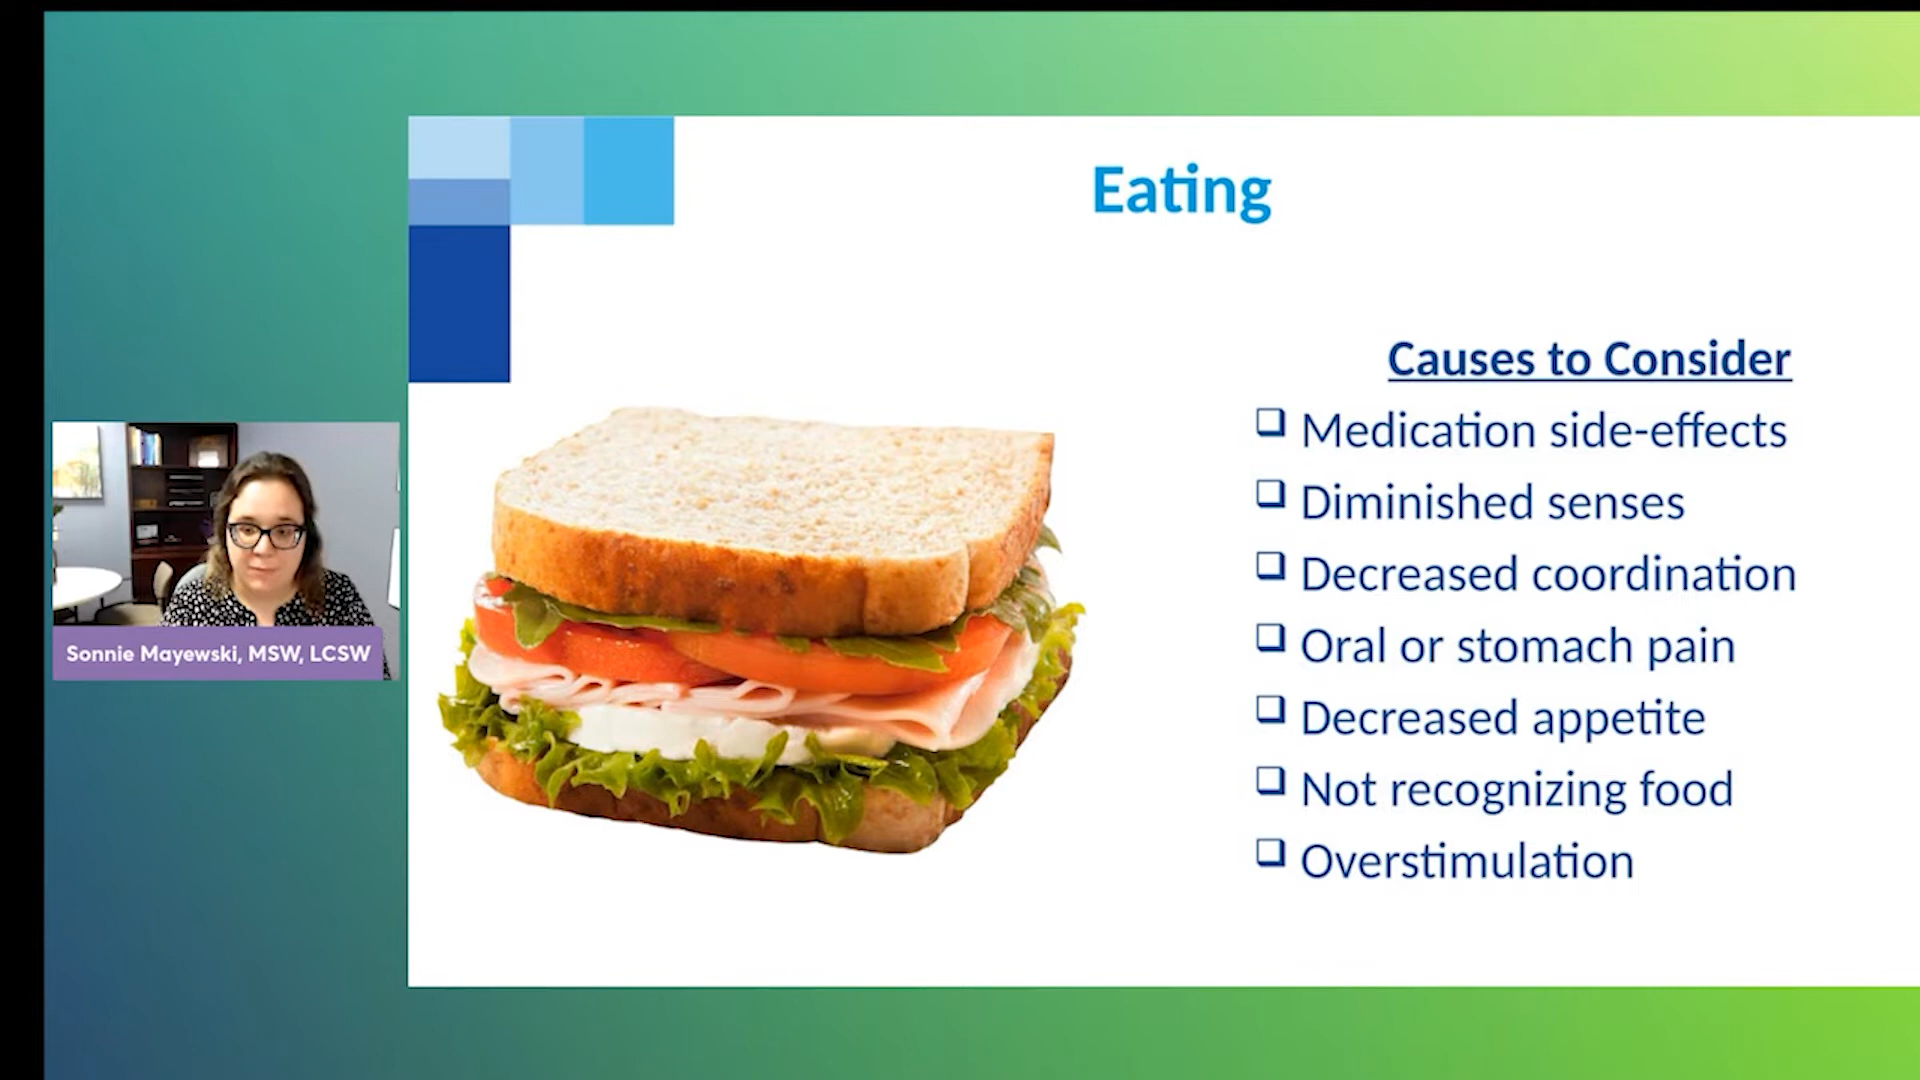 Eating
Causes to Consider
Medication side-effects
Diminished senses
Decreased coordination
Oral or stomach pain
Decreased appetite
Not recognizing food
Overstimulation
Sonnie Mayewski, MSW, LCSW